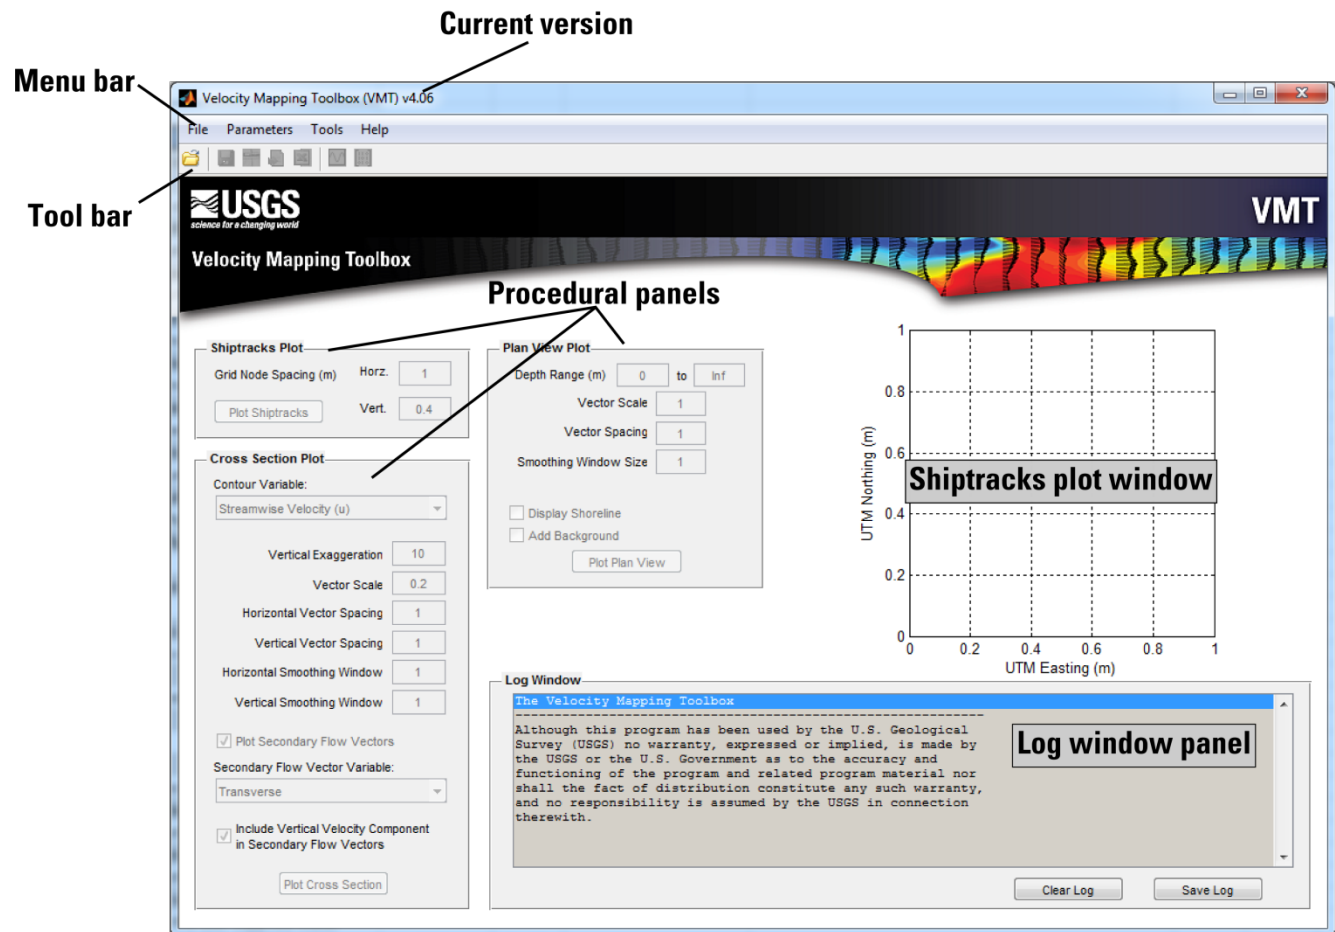 Current version
Menu bar
Velocity Mapping Toolbox (VMT) v4.06
File Parameters Tools Help
Tool bar
USGS
science for a changing world
VMT
Velocity Mapping Toolbox
Procedural panels
Shiptracks Plot
Grid Node Spacing (m) Horz. 1
Plot Shiptracks Vert. 0.4
Cross Section Plot
Contour Variable:
Streamwise Velocity (u)
Vertical Exaggeration 10
Vector Scale 0.2
Horizontal Vector Spacing 1
Vertical Vector Spacing 1
Horizontal Smoothing Window 1
Vertical Smoothing Window 1
Plot Secondary Flow Vectors
Secondary Flow Vector Variable:
Transverse
Include Vertical Velocity Component
in Secondary Flow Vectors
Plot Cross Section
Plan View Plot
Depth Range (m) 0 to Inf
Vector Scale 1
Vector Spacing 1
Smoothing Window Size 1
Display Shoreline
Add Background
Plot Plan View
1
0.8
0.6
0.4
0.2
0
UTM Northing (m)
Shiptracks plot window
0 0.2 0.4 0.6 0.8 1
UTM Easting (m)
Log Window
The Velocity Mapping Toolbox
------------------------------------------------------------
Although this program has been used by the U.S. Geological
Survey (USGS) no warranty, expressed or implied, is made by
the USGS or the U.S. Government as to the accuracy and
functioning of the program and related program material nor
shall the fact of distribution constitute any such warranty,
and no responsibility is assumed by the USGS in connection
therewith.
Log window panel
Clear Log Save Log